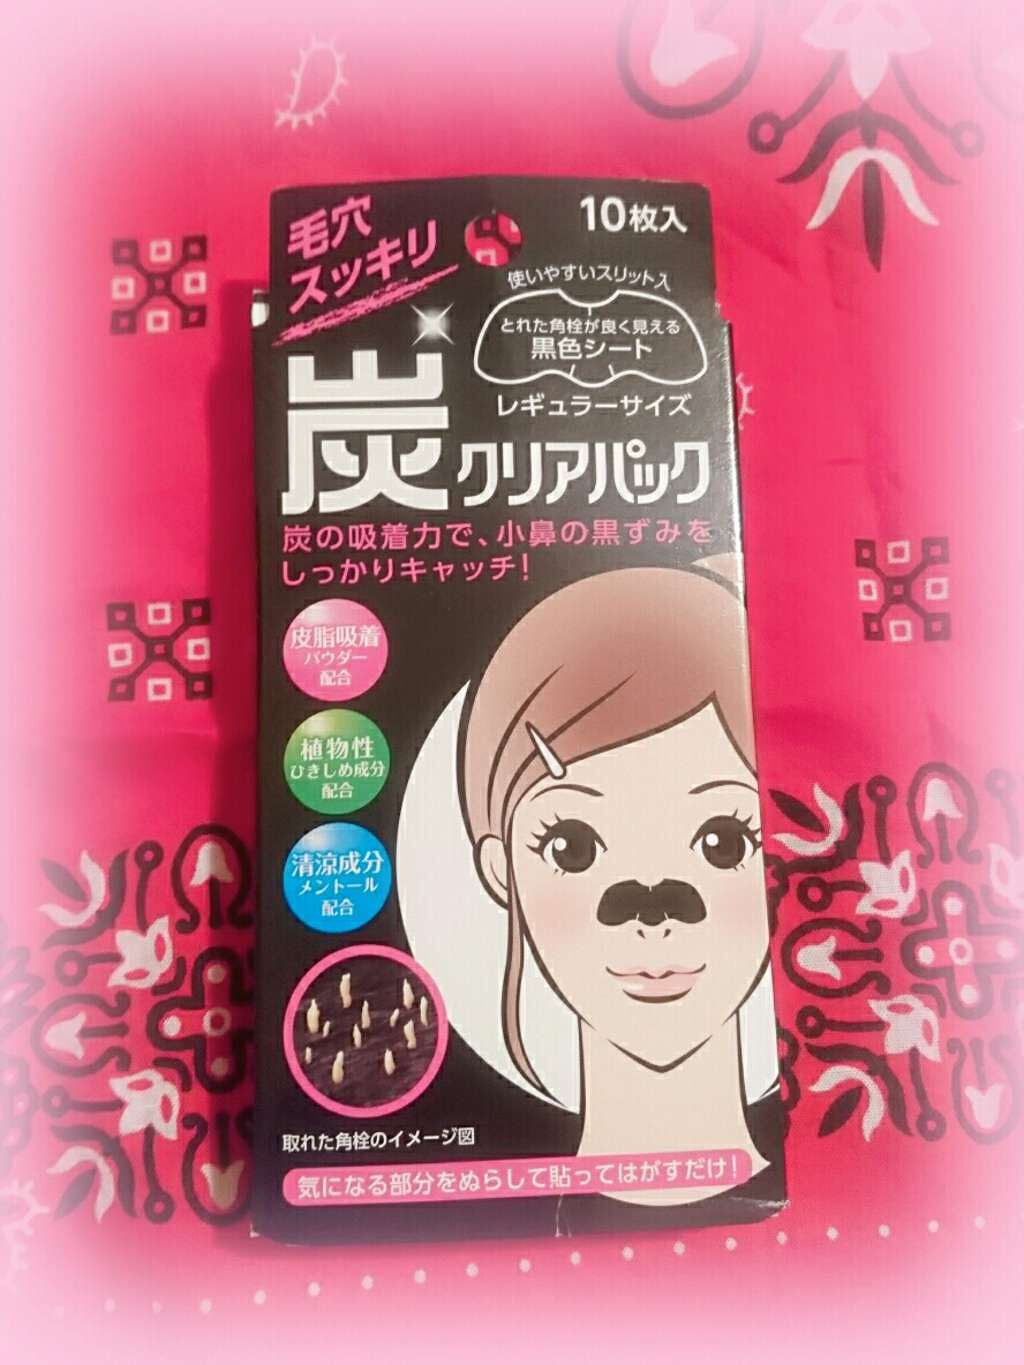 毛穴
スッキリ
10枚入
使いやすいスリット入
とれた角栓が良く見える
黒色シート
レギュラーサイズ
炭クリアパック
炭の吸着力で、小鼻の黒ずみを
しっかりキャッチ!
皮脂吸着
パウダー
配合
植物性
ひきしめ成分
配合
清涼成分
メントール
配合
取れた角栓のイメージ図
気になる部分をぬらして貼ってはがすだけ!